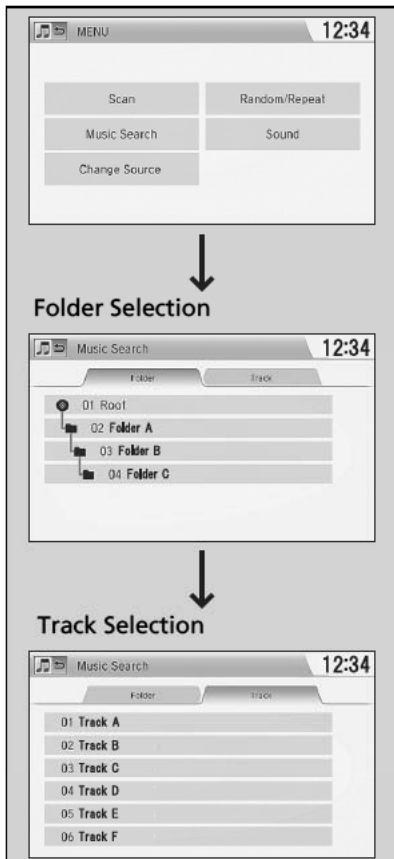 MENU 12:34
Scan Random/Repeat
Music Search Sound
Change Source
Folder Selection
Music Search 12:34
Folder Track
01 Root
02 Folder A
03 Folder B
04 Folder C
Track Selection
Music Search 12:34
Folder Track
01 Track A
02 Track B
03 Track C
04 Track D
05 Track E
06 Track F